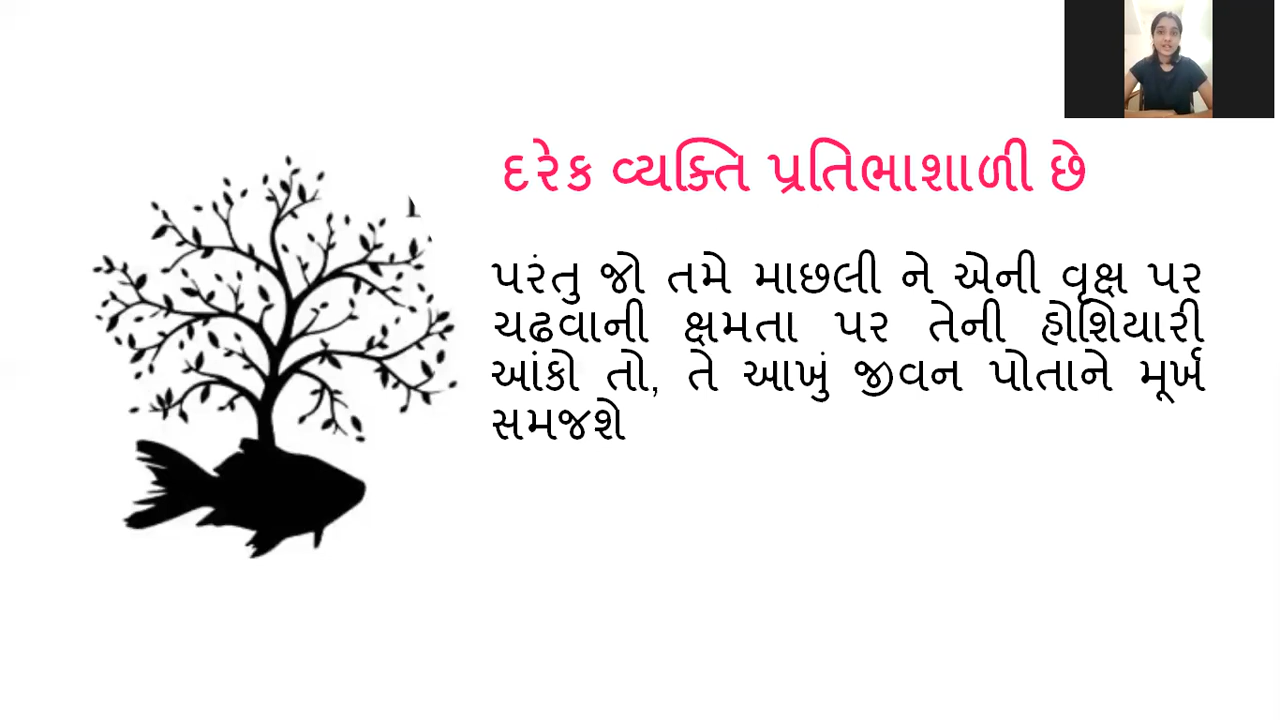 દરેક વ્યક્તિ પ્રતિભાશાળી છે
પરંતુ જો તમે માછલી ને એની વૃક્ષ પર
ચઢવાની ક્ષમતા પર તેની હોશિયારી
આંકો તો, તે આખું જીવન પોતાને મૂર્ખ
સમજશે